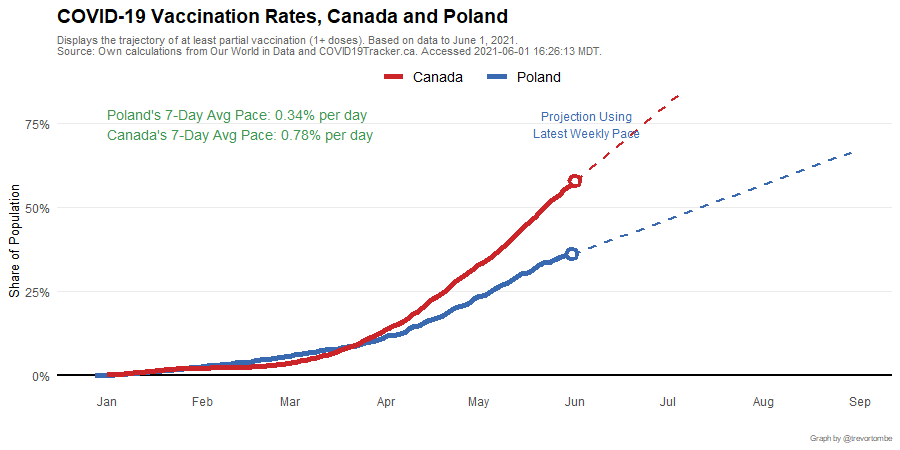 COVID-19 Vaccination Rates, Canada and Poland
Displays the trajectory of at least partial vaccination (1+ doses). Based on data to June 1, 2021.
Source: Own calculations from Our World in Data and COVID19Tracker.ca. Accessed 2021-06-01 16:26:13 MDT.
Canada Poland
Poland's 7-Day Avg Pace: 0.34% per day
Canada's 7-Day Avg Pace: 0.78% per day
Projection Using
Latest Weekly Pace
Share of Population
75%
50%
25%
0%
Jan Feb Mar Apr May Jun Jul Aug Sep
Graph by @trevortombe